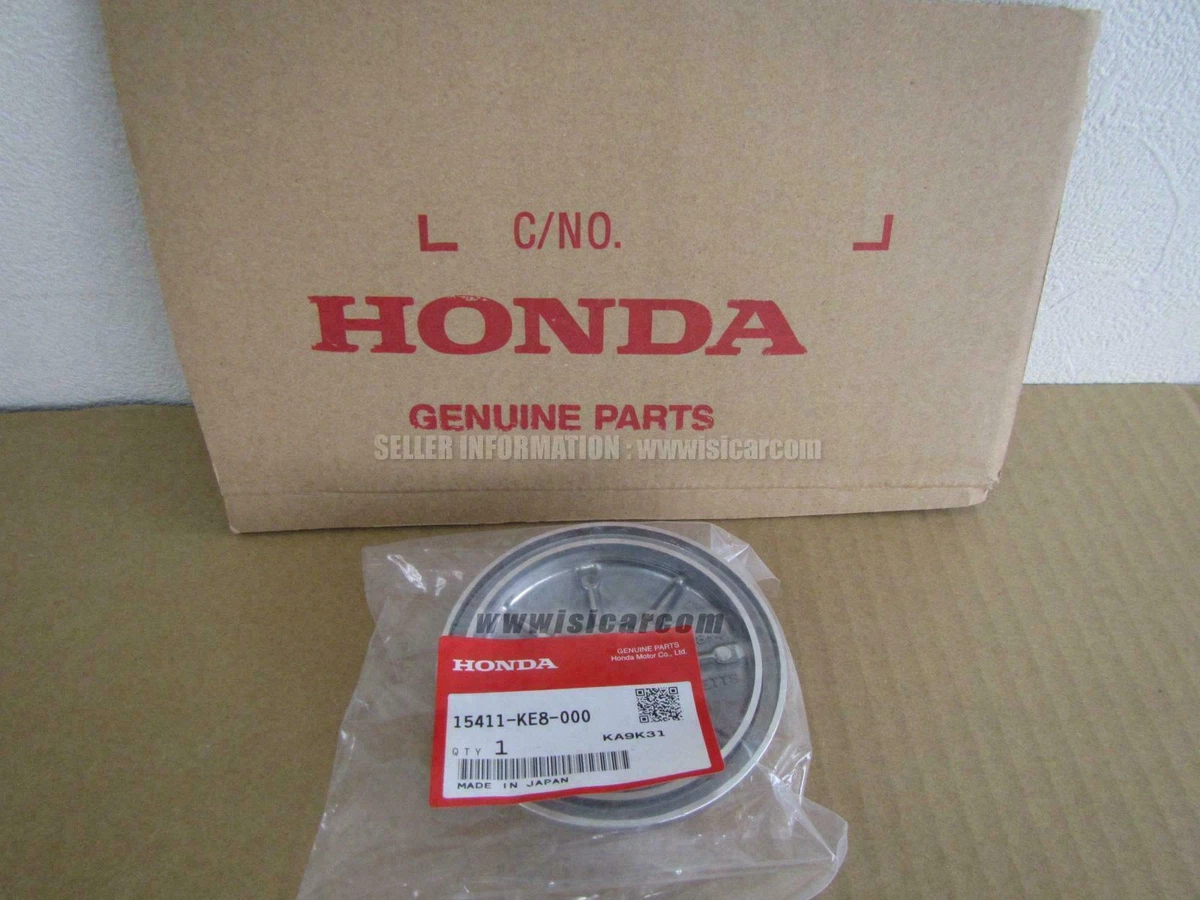 C/NO.
HONDA
GENUINE PARTS
SELLER INFORMATION : wwwisicarcom
wwwisicarcom
HONDA
GENUINE PARTS
Honda Motor Co., Ltd.
15411-KE8-000
KA9K31
QTY 1
MADE IN JAPAN